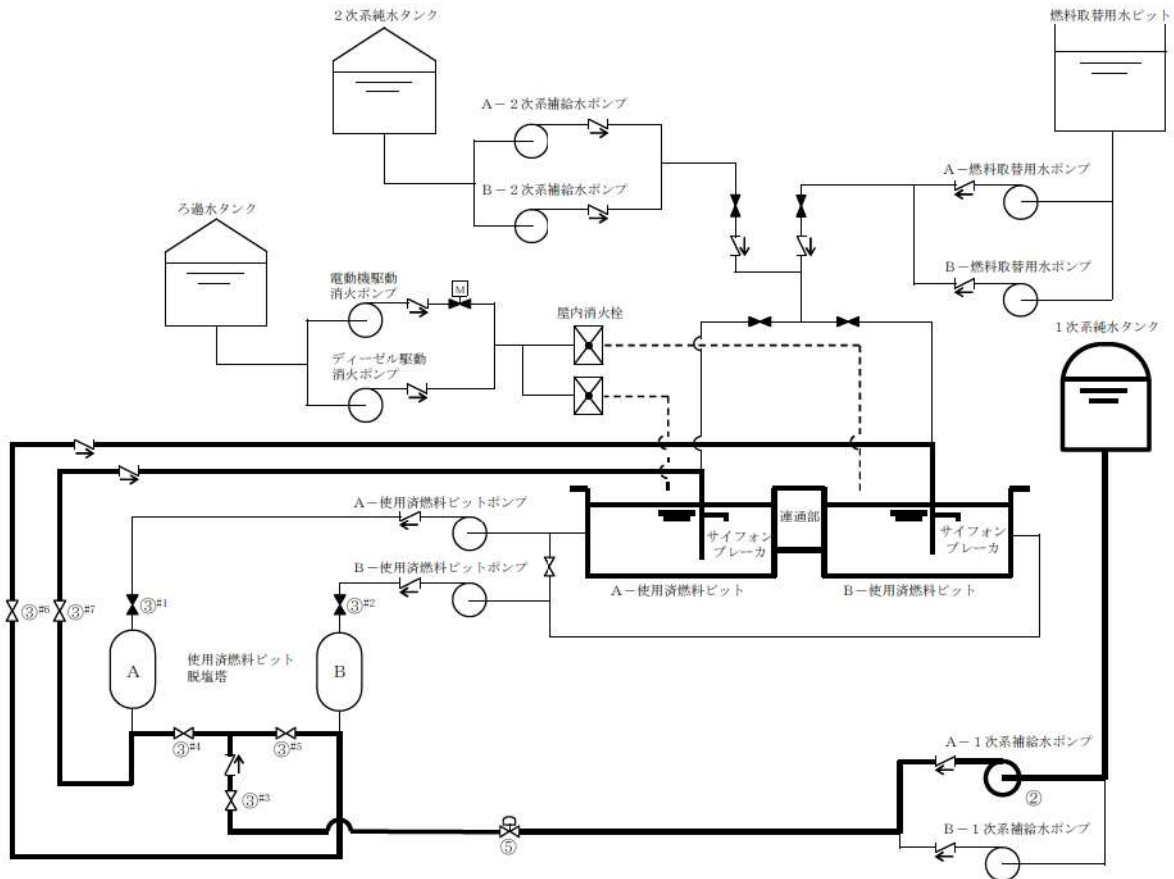 2次系純水タンク
燃料取替用水ピット
A-2次系補給水ポンプ
B-2次系補給水ポンプ
A-燃料取替用水ポンプ
B-燃料取替用水ポンプ
ろ過水タンク
電動機駆動
消火ポンプ
M
ディーゼル駆動
消火ポンプ
屋内消火栓
1次系純水タンク
A-使用済燃料ピットポンプ
B-使用済燃料ピットポンプ
連通部
サイフォン
ブレーカ
サイフォン
ブレーカ
A-使用済燃料ピット
B-使用済燃料ピット
③#6
③#7
③#1
③#2
A
使用済燃料ピット
脱塩塔
B
③#4
③#5
③#3
⑤
A-1次系補給水ポンプ
②
B-1次系補給水ポンプ